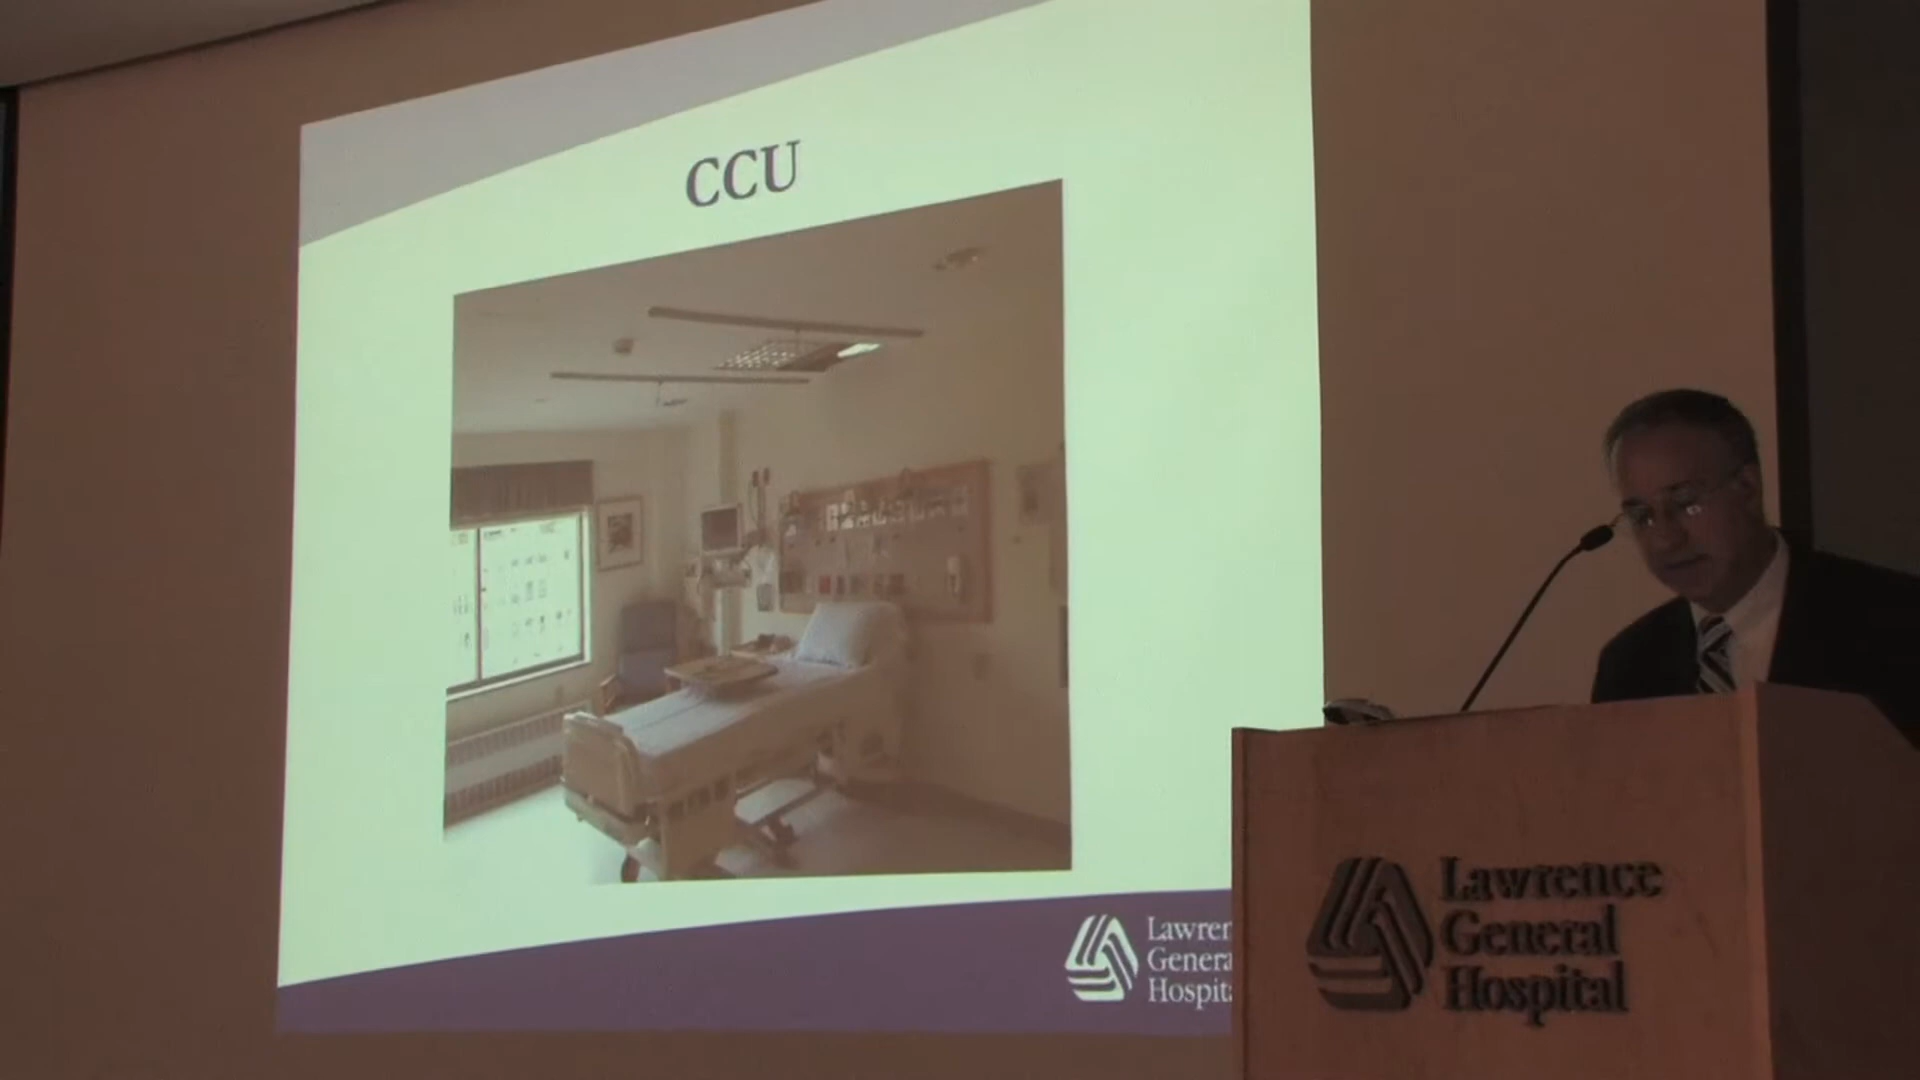 CCU
Lawren
Genera
Hospita
Lawrence
General
Hospital